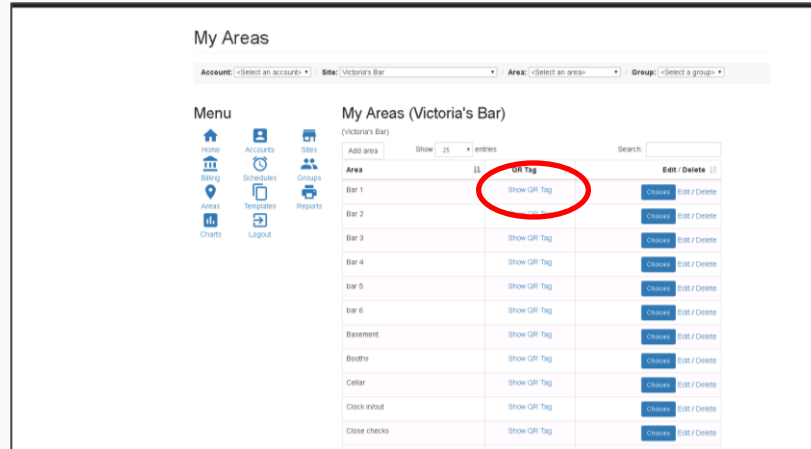 My Areas
Account: <Select an account> / Site: Victoria's Bar / Area: <Select an area> / Group: <Select a group>
Menu
Home Accounts Sites
Billing Schedules Groups
Areas Templates Reports
Charts Logout
My Areas (Victoria's Bar)
(Victoria's Bar)
Add area Show 25 entries Search:
Area QR Tag Edit / Delete
Bar 1 Show QR Tag Choices Edit / Delete
Bar 2 Show QR Tag Choices Edit / Delete
Bar 3 Show QR Tag Choices Edit / Delete
Bar 4 Show QR Tag Choices Edit / Delete
bar 5 Show QR Tag Choices Edit / Delete
bar 6 Show QR Tag Choices Edit / Delete
Basement Show QR Tag Choices Edit / Delete
Booths Show QR Tag Choices Edit / Delete
Cellar Show QR Tag Choices Edit / Delete
Clock in/out Show QR Tag Choices Edit / Delete
Close checks Show QR Tag Choices Edit / Delete